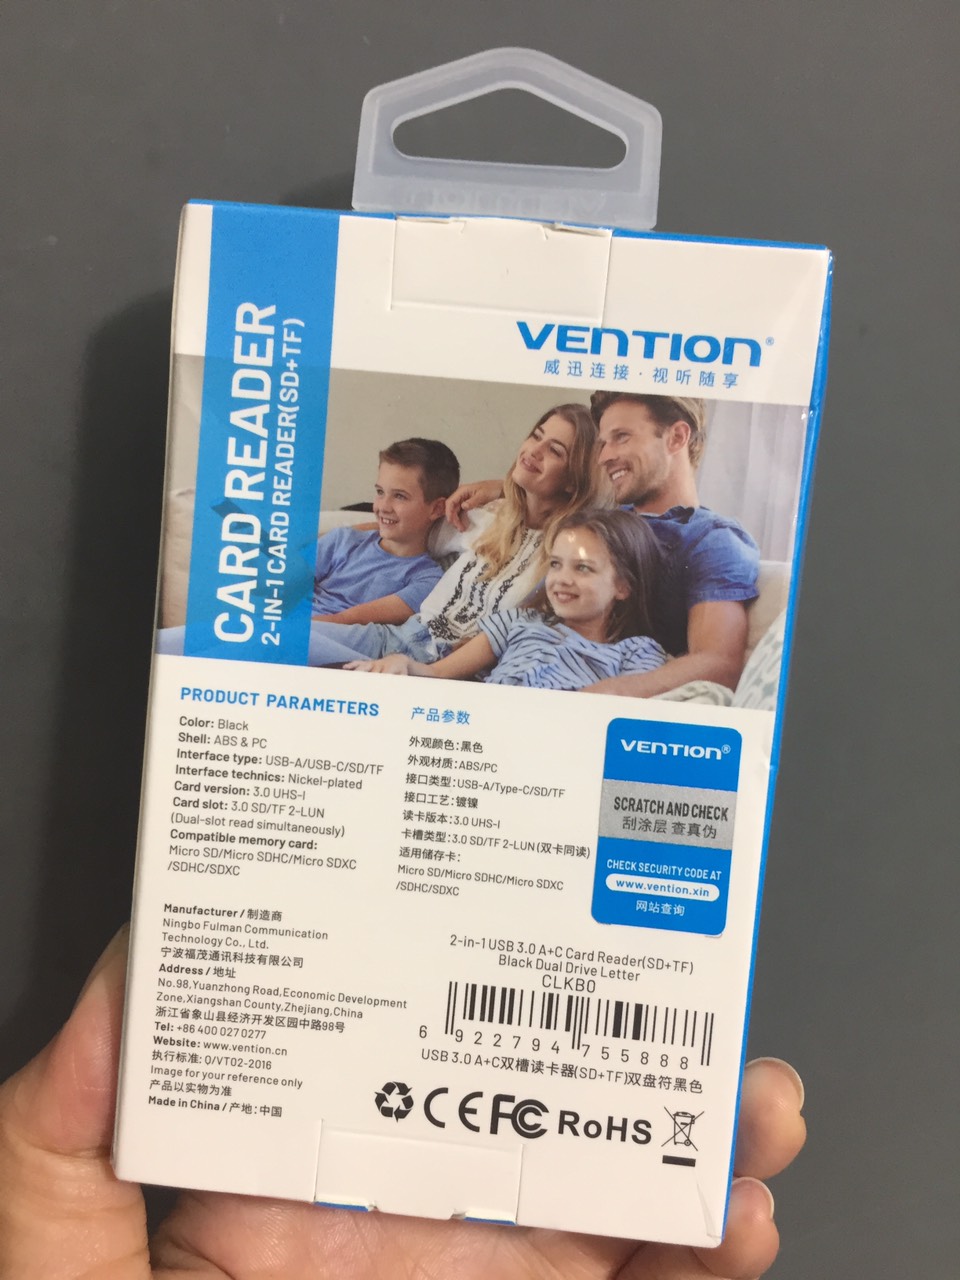 VENTION®
威迅连接·视听随享
CARD READER
2-IN-1 CARD READER(SD+TF)
PRODUCT PARAMETERS
Color: Black
Shell: ABS & PC
Interface type: USB-A/USB-C/SD/TF
Interface technics: Nickel-plated
Card version: 3.0 UHS-I
Card slot: 3.0 SD/TF 2-LUN
(Dual-slot read simultaneously)
Compatible memory card:
Micro SD/Micro SDHC/Micro SDXC
/SDHC/SDXC
产品参数
外观颜色：黑色
外观材质：ABS/PC
接口类型：USB-A/Type-C/SD/TF
接口工艺：镀镍
读卡版本：3.0 UHS-I
卡槽类型：3.0 SD/TF 2-LUN (双卡同读)
适用储存卡：
Micro SD/Micro SDHC/Micro SDXC
/SDHC/SDXC
VENTION®
SCRATCH AND CHECK
刮涂层 查真伪
CHECK SECURITY CODE AT
www.vention.xin
网站查询
Manufacturer / 制造商
Ningbo Fulman Communication
Technology Co., Ltd.
宁波福茂通讯科技有限公司
Address / 地址
No.98,Yuanzhong Road,Economic Development
Zone,Xiangshan County,Zhejiang,China
浙江省象山县经济开发区园中路98号
Tel: +86 400 027 0277
Website: www.vention.cn
执行标准: Q/VT02-2016
Image for your reference only
产品以实物为准
Made in China / 产地：中国
2-in-1 USB 3.0 A+C Card Reader(SD+TF)
Black Dual Drive Letter
CLKB0
6 922794 755888
USB 3.0 A+C双槽读卡器(SD+TF)双盘符黑色
CE FC RoHS